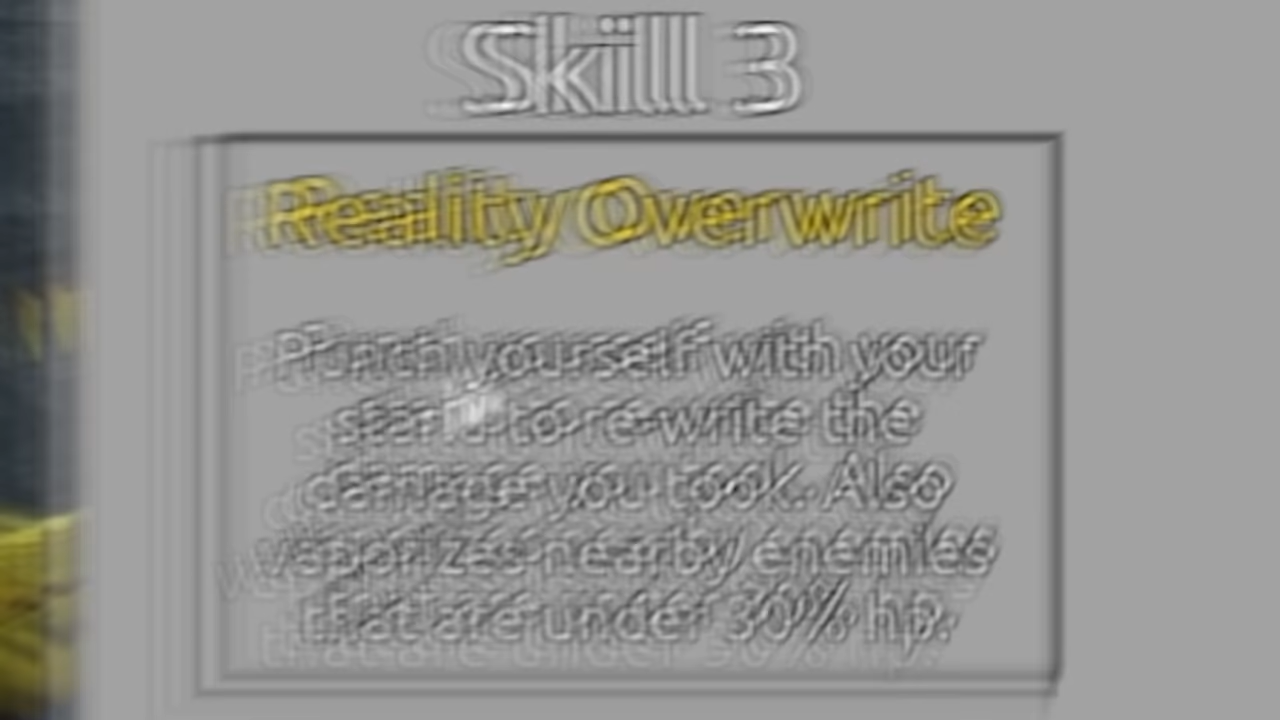 Skill 3
Reality Overwrite
Punch yourself with your
stand to re-write the
damage you took. Also
vaporizes nearby enemies
that are under 30% hp.